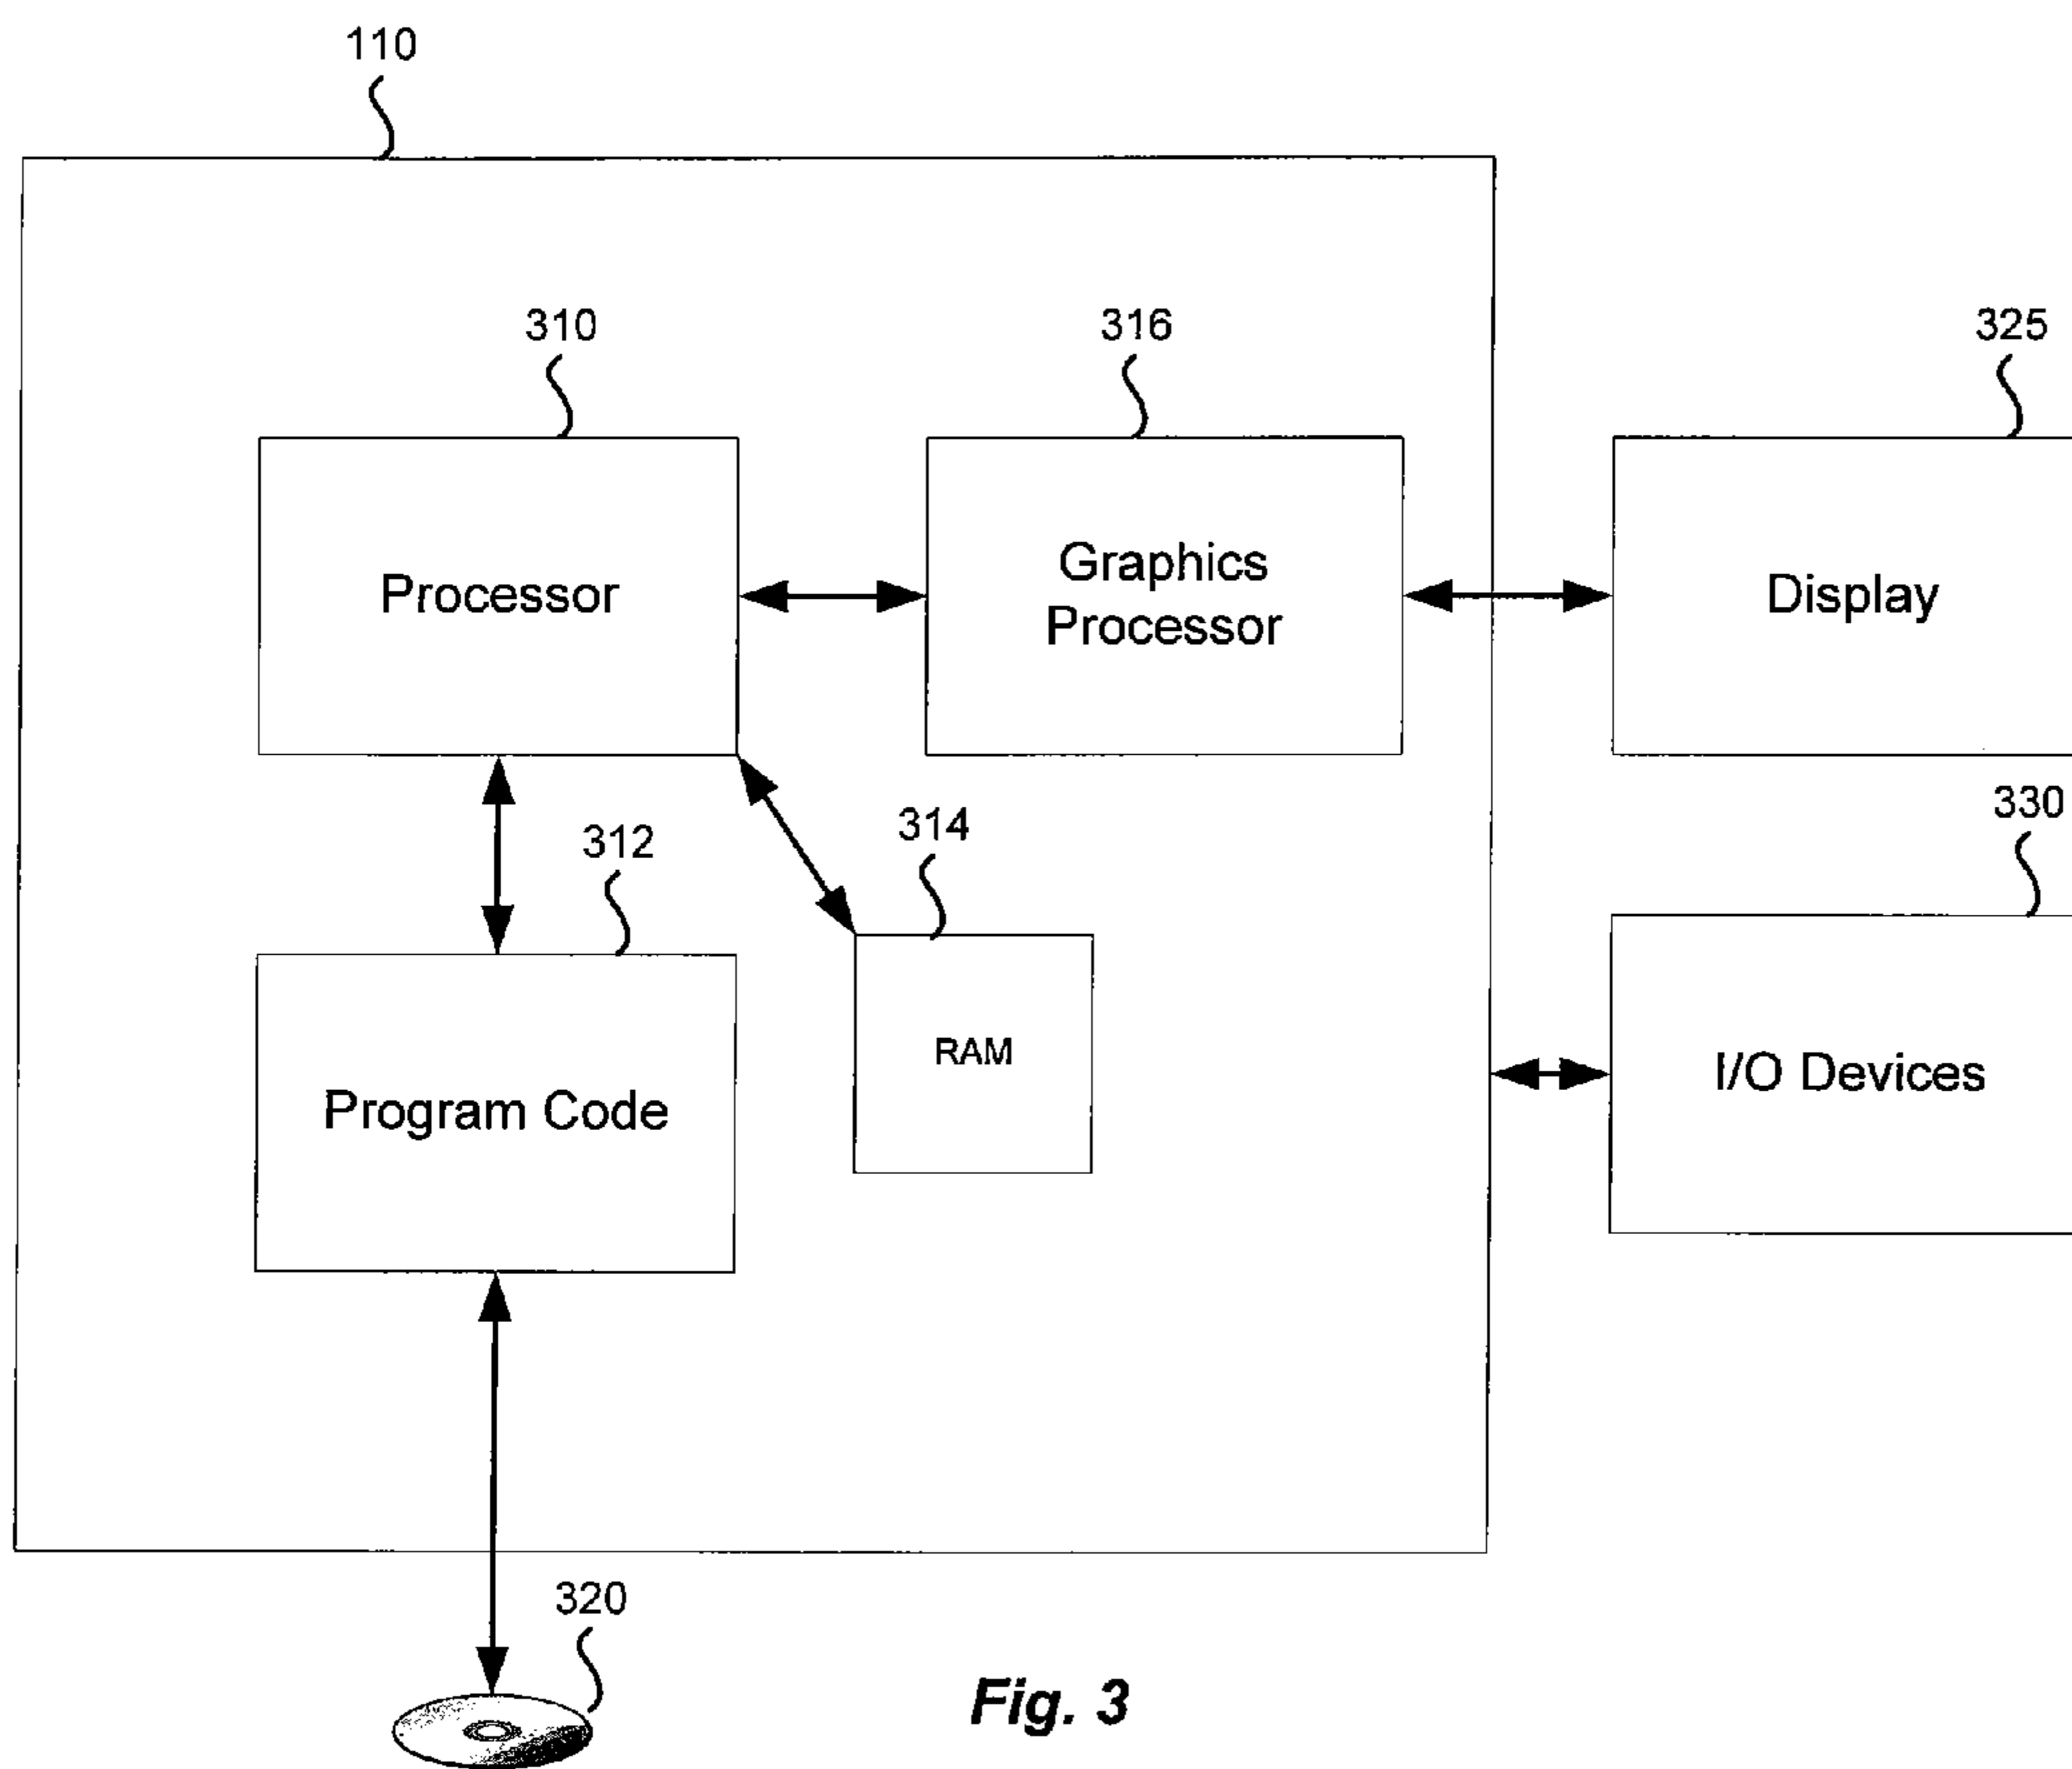 110
310
316
325
Processor
Graphics
Processor
Display
312
314
330
Program Code
RAM
I/O Devices
320
Fig. 3